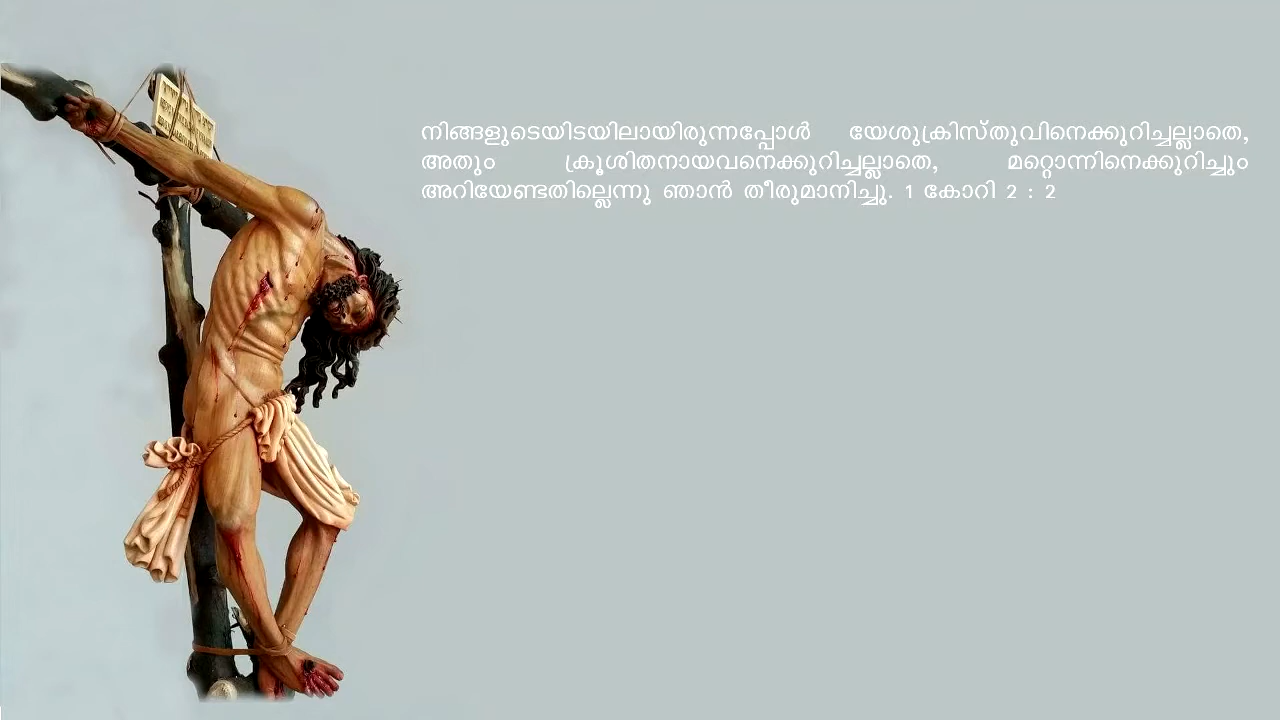 നിങ്ങളുടെയിടയിലായിരുന്നപ്പോൾ യേശുക്രിസ്തുവിനെക്കുറിച്ചല്ലാതെ,
അതും ക്രൂശിതനായവനെക്കുറിച്ചല്ലാതെ, മറ്റൊന്നിനെക്കുറിച്ചും
അറിയേണ്ടതില്ലെന്നു ഞാൻ തീരുമാനിച്ചു. 1 കോറി 2 : 2